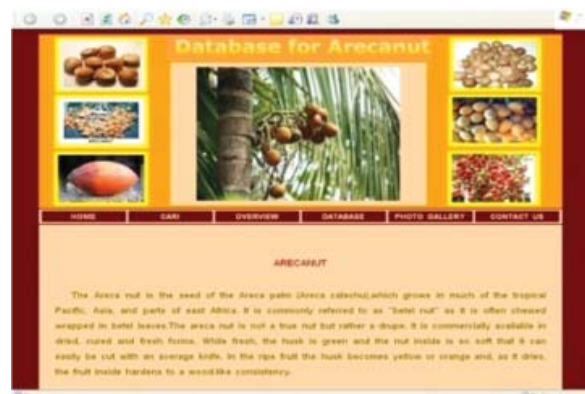 Database for Arecanut
HOME CARI OVERVIEW DATABASE PHOTO GALLERY CONTACT US
ARECANUT
The Areca nut is the seed of the Areca palm (Areca catechu),which grows in much of the tropical
Pacific, Asia, and parts of east Africa. It is commonly referred to as "betel nut" as it is often chewed
wrapped in betel leaves.The areca nut is not a true nut but rather a drupe. It is commercially available in
dried, cured and fresh forms. While fresh, the husk is green and the nut inside is so soft that it can
easily be cut with an average knife. In the ripe fruit the husk becomes yellow or orange and, as it dries,
the fruit inside hardens to a wood-like consistency.